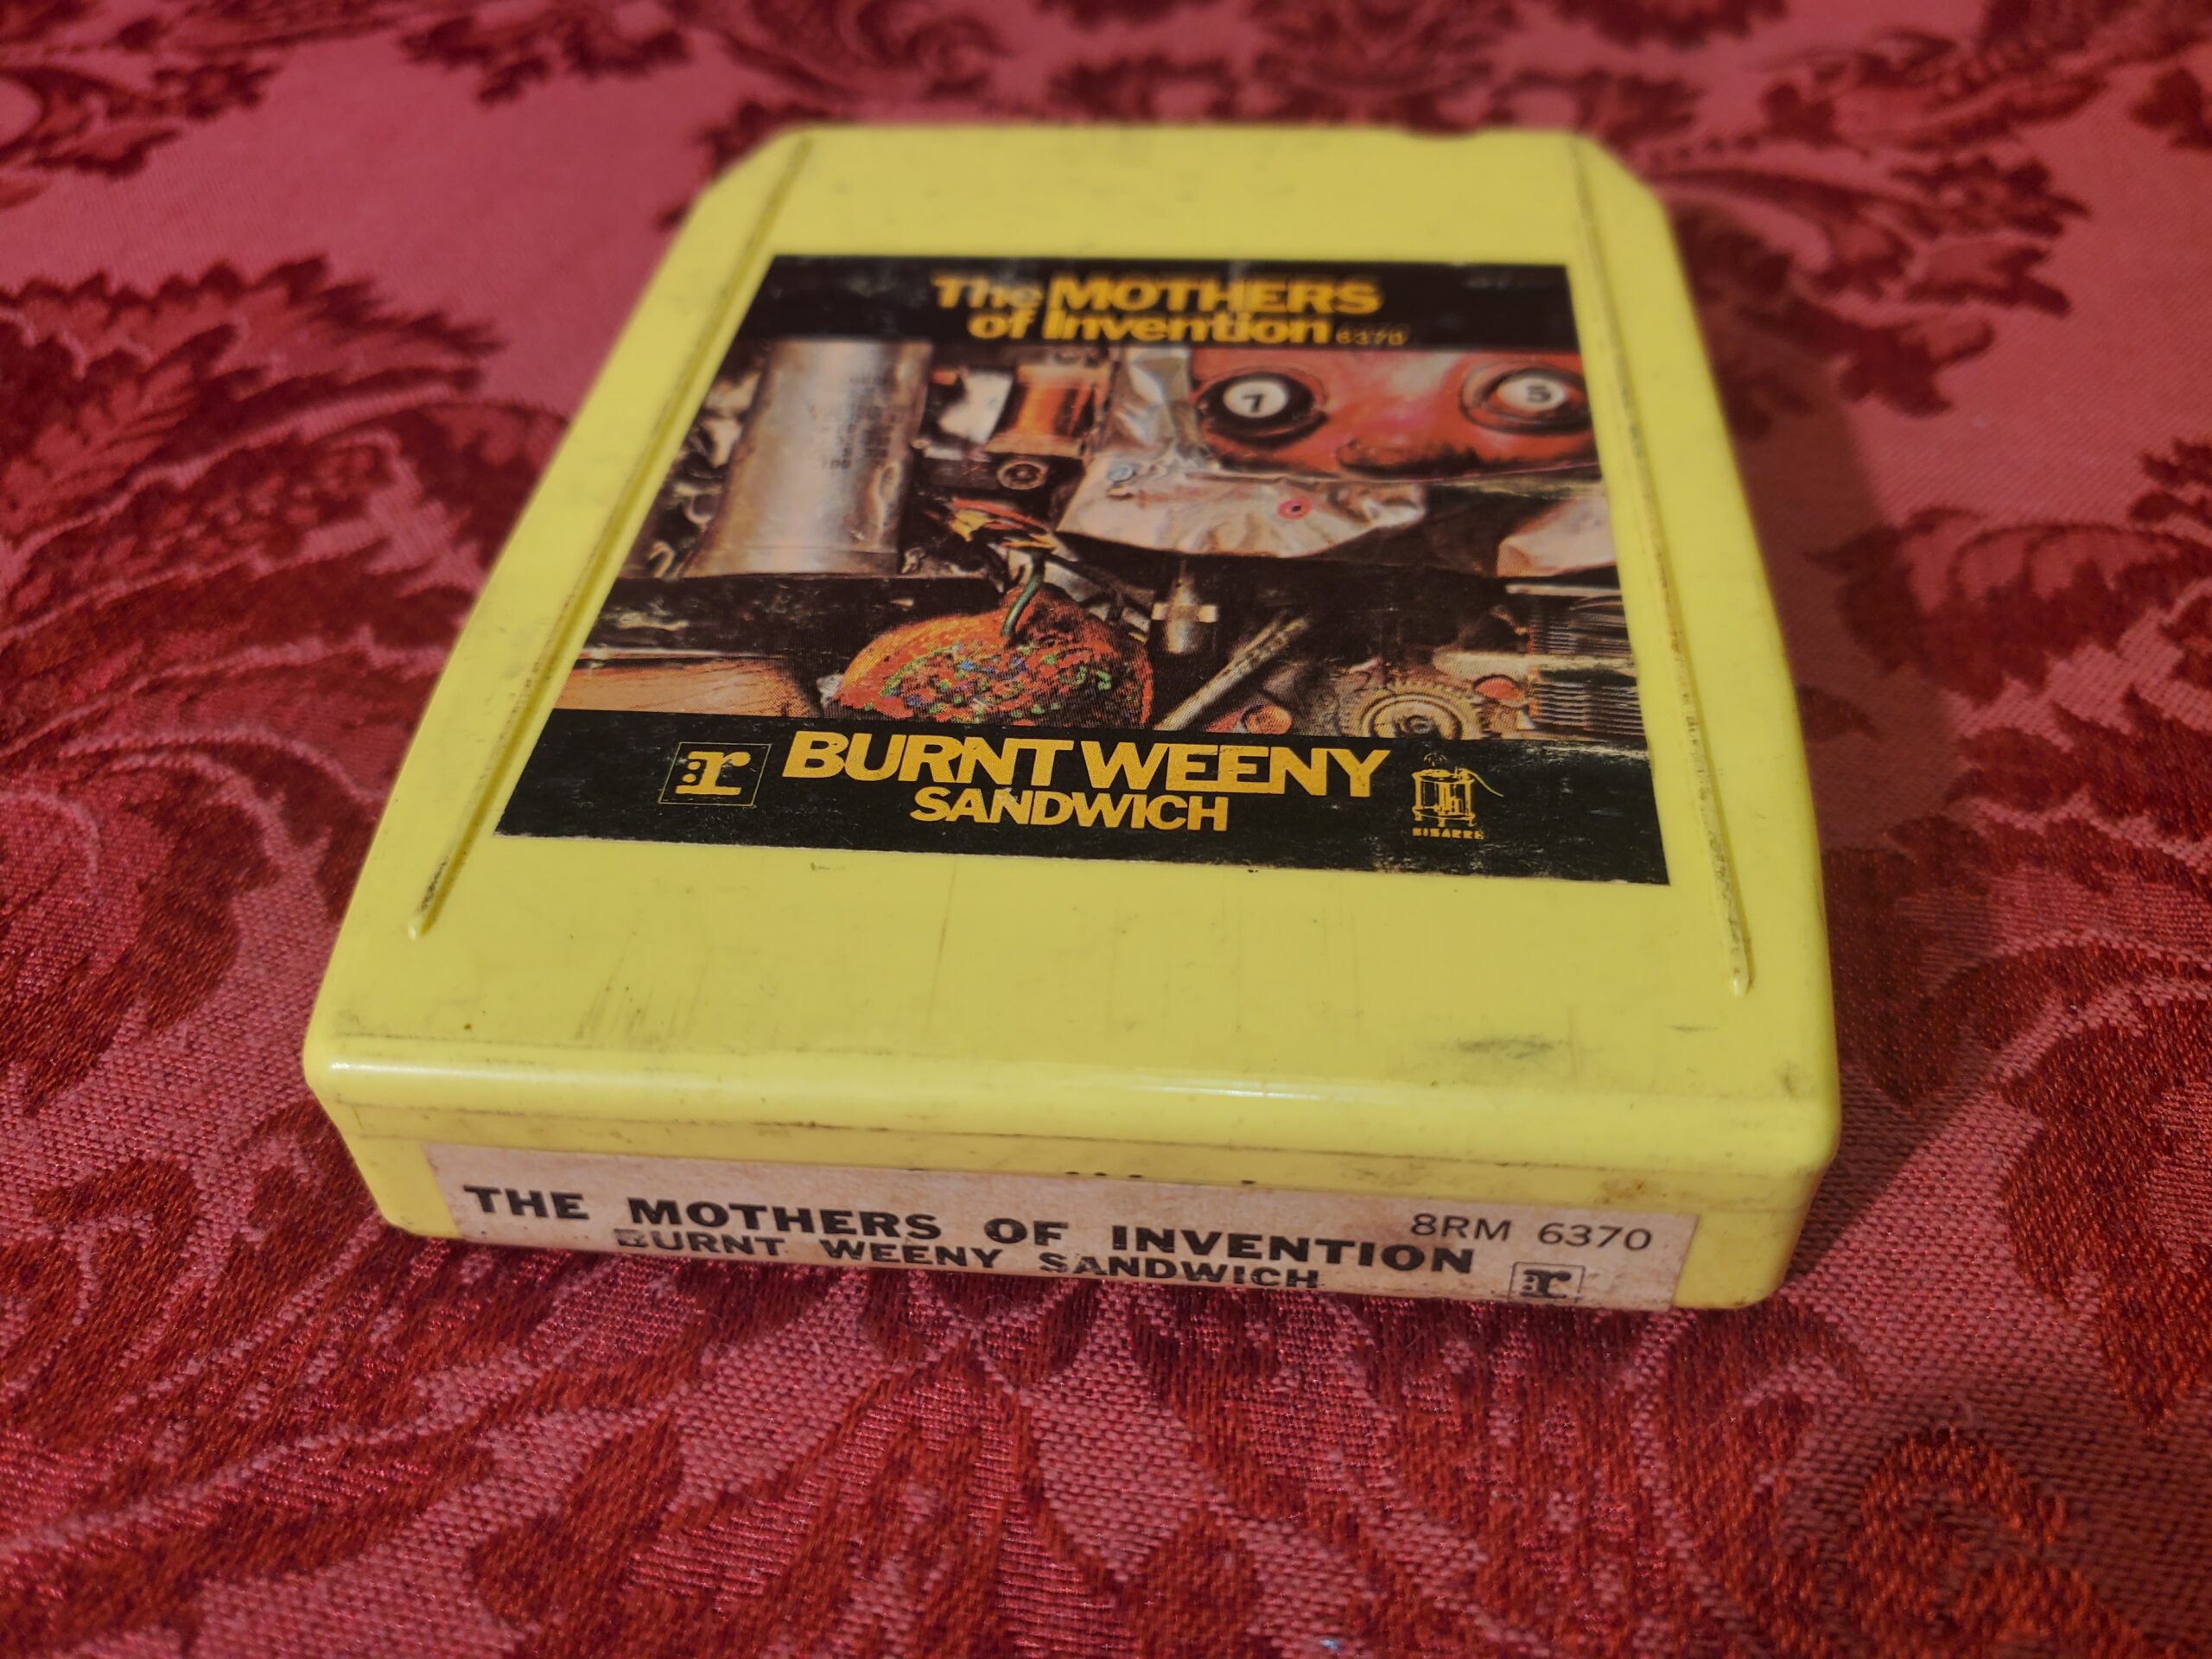 The MOTHERS
of Invention 6370
7
5
:r
BURNT WEENY
SANDWICH
BIZARRE
8RM 6370
THE MOTHERS OF INVENTION
BURNT WEENY SANDWICH
:r